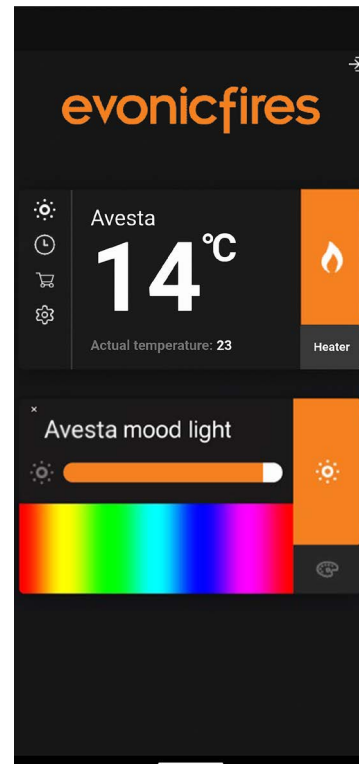 evonicfires
Avesta
14°C
Actual temperature: 23
Heater
Avesta mood light